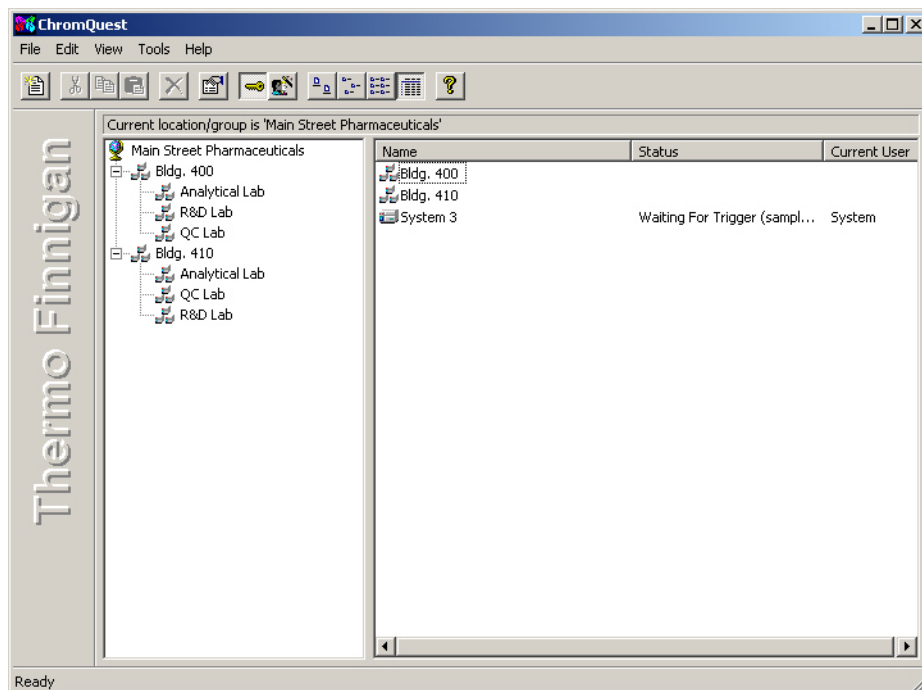 ChromQuest
File Edit View Tools Help
Current location/group is 'Main Street Pharmaceuticals'
Thermo Finnigan
Main Street Pharmaceuticals
Bldg. 400
Analytical Lab
R&D Lab
QC Lab
Bldg. 410
Analytical Lab
QC Lab
R&D Lab
Name Status Current User
Bldg. 400
Bldg. 410
System 3 Waiting For Trigger (sampl... System
Ready